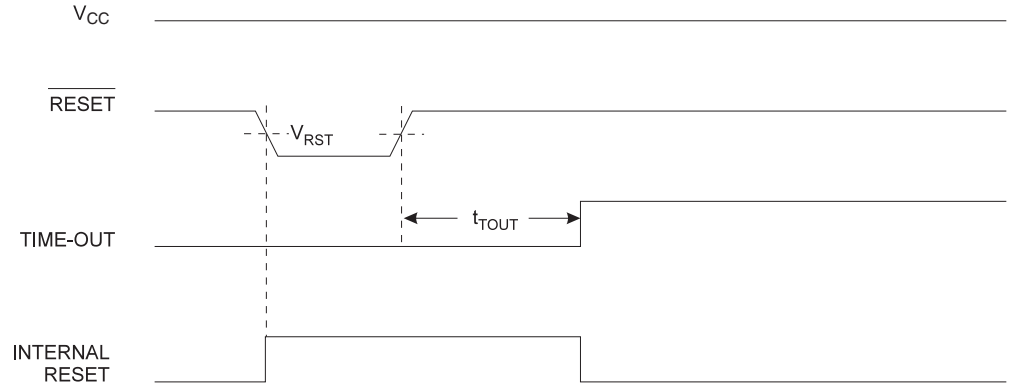 VCC
RESET
VRST
tTOUT
TIME-OUT
INTERNAL
RESET